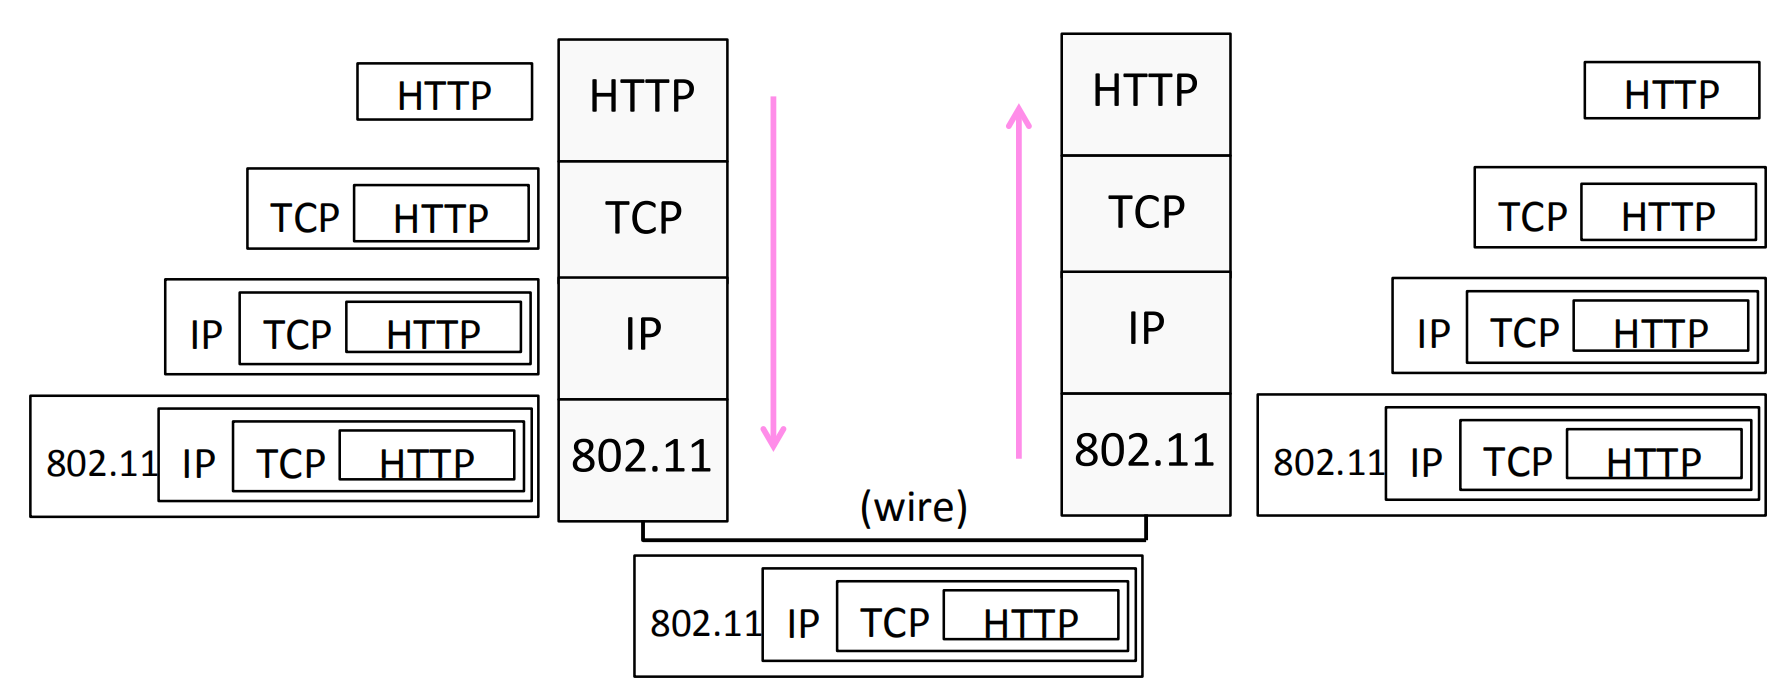 HTTP
HTTP
HTTP
HTTP
TCP HTTP
TCP
TCP
TCP HTTP
IP TCP HTTP
IP
IP
IP TCP HTTP
802.11 IP TCP HTTP
802.11
802.11
802.11 IP TCP HTTP
(wire)
802.11 IP TCP HTTP